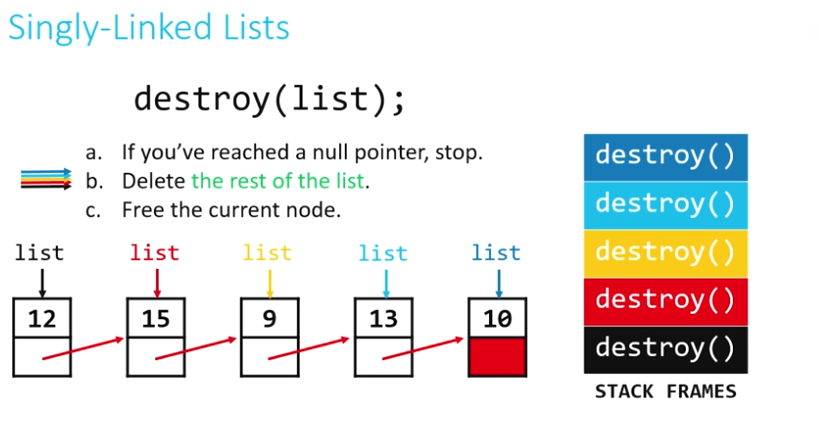 Singly-Linked Lists
destroy(list);
a. If you’ve reached a null pointer, stop.
b. Delete the rest of the list.
c. Free the current node.
list list list list list
12 15 9 13 10
destroy()
destroy()
destroy()
destroy()
destroy()
STACK FRAMES